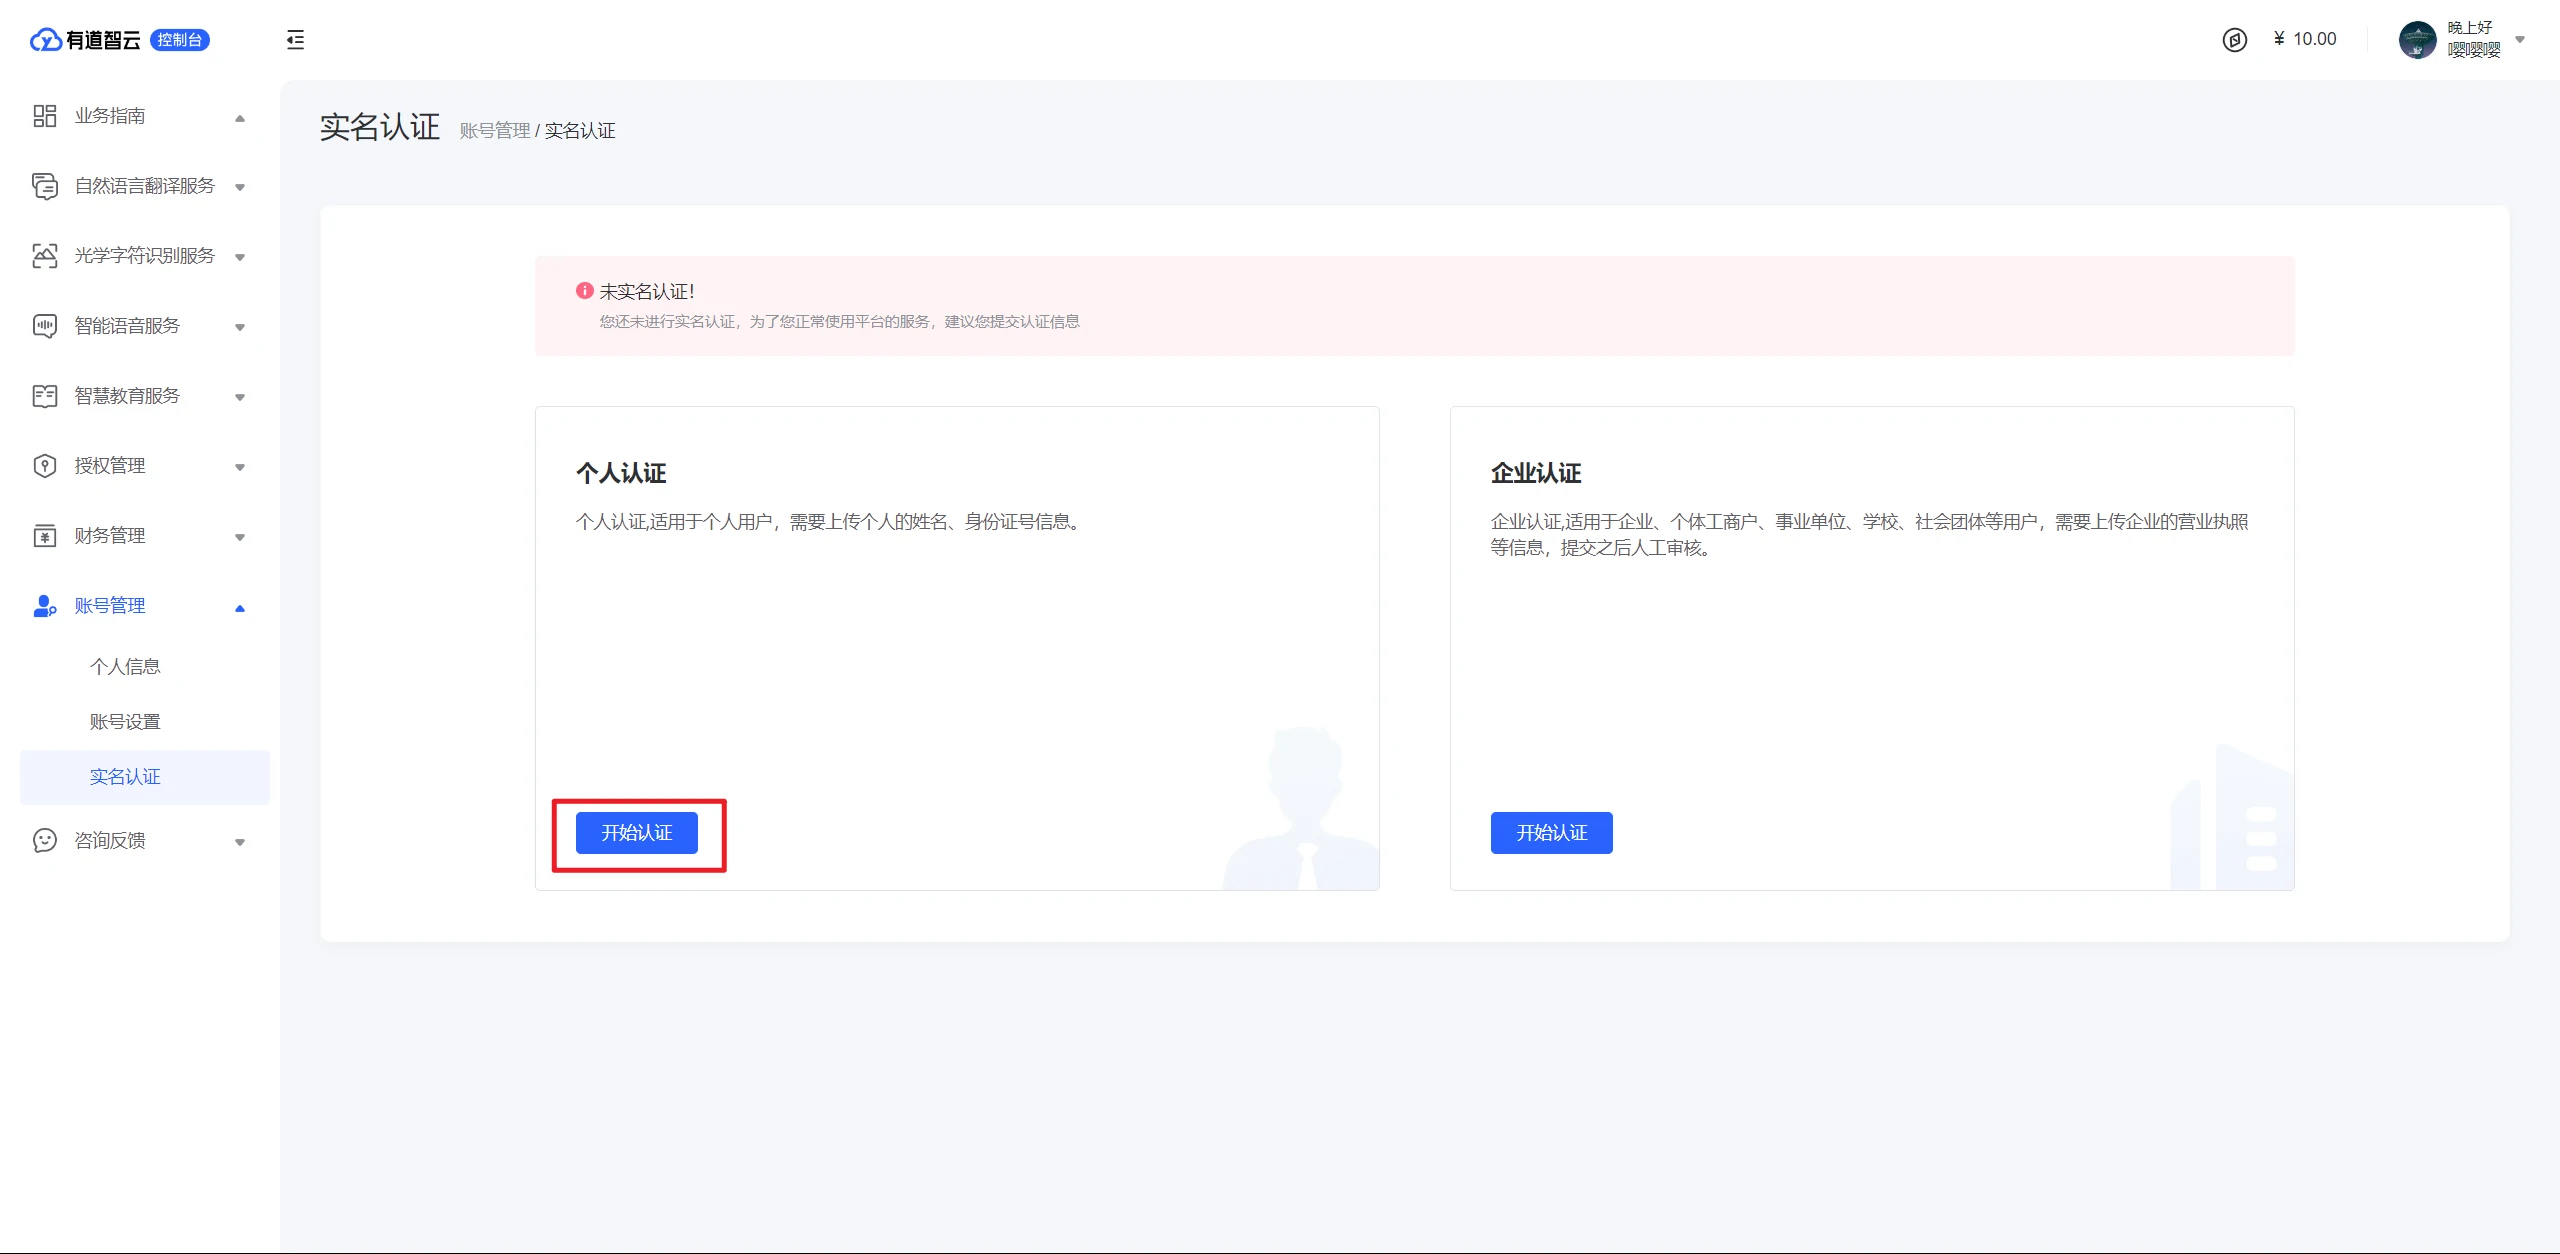 有道智云 控制台
¥ 10.00
晚上好
嘤嘤嘤
业务指南
自然语言翻译服务
光学字符识别服务
智能语音服务
智慧教育服务
授权管理
财务管理
账号管理
个人信息
账号设置
实名认证
咨询反馈
实名认证 账号管理 / 实名认证
未实名认证！
您还未进行实名认证，为了您正常使用平台的服务，建议您提交认证信息
个人认证
个人认证,适用于个人用户，需要上传个人的姓名、身份证号信息。
开始认证
企业认证
企业认证,适用于企业、个体工商户、事业单位、学校、社会团体等用户，需要上传企业的营业执照
等信息，提交之后人工审核。
开始认证